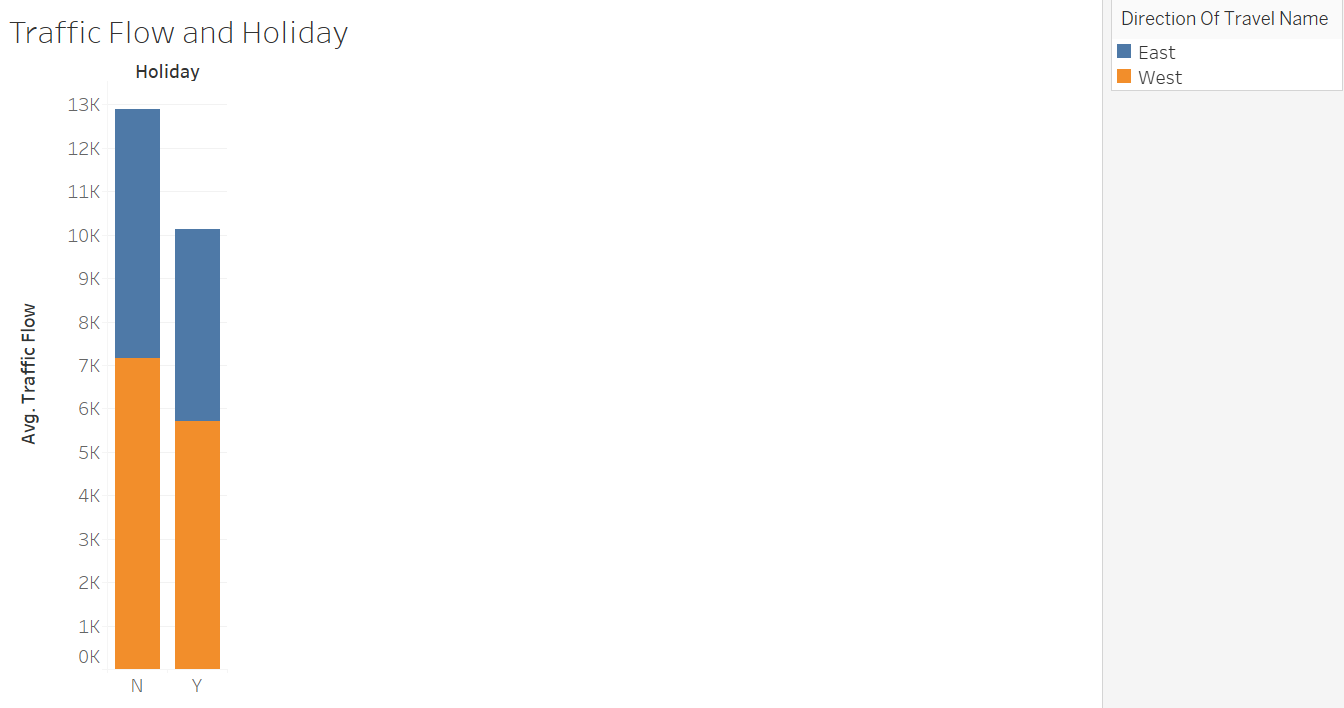 Traffic Flow and Holiday
Holiday
Avg. Traffic Flow
13K
12K
11K
10K
9K
8K
7K
6K
5K
4K
3K
2K
1K
0K
N
Y
Direction Of Travel Name
East
West